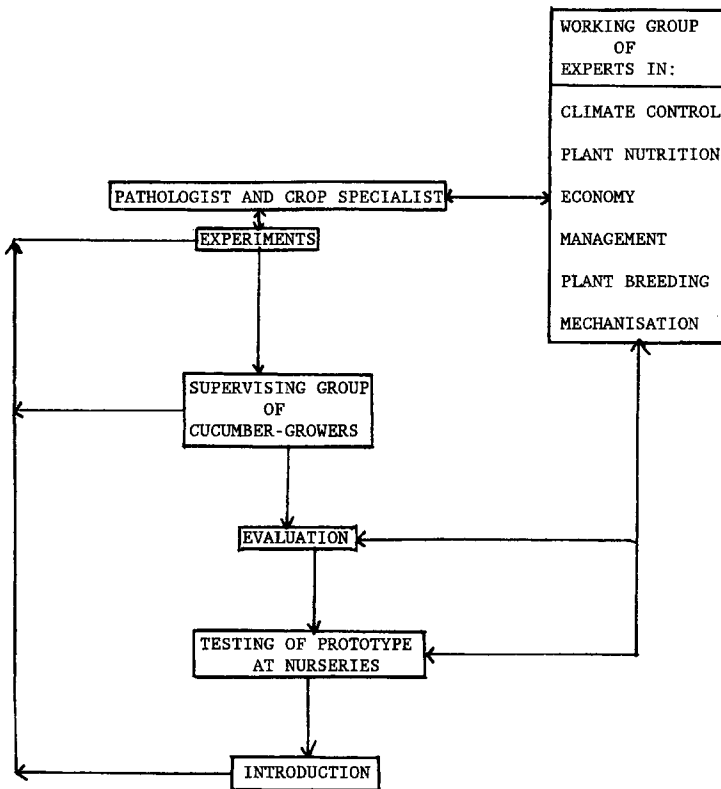 WORKING GROUP
OF
EXPERTS IN:
CLIMATE CONTROL
PLANT NUTRITION
ECONOMY
MANAGEMENT
PLANT BREEDING
MECHANISATION
PATHOLOGIST AND CROP SPECIALIST
EXPERIMENTS
SUPERVISING GROUP
OF
CUCUMBER-GROWERS
EVALUATION
TESTING OF PROTOTYPE
AT NURSERIES
INTRODUCTION